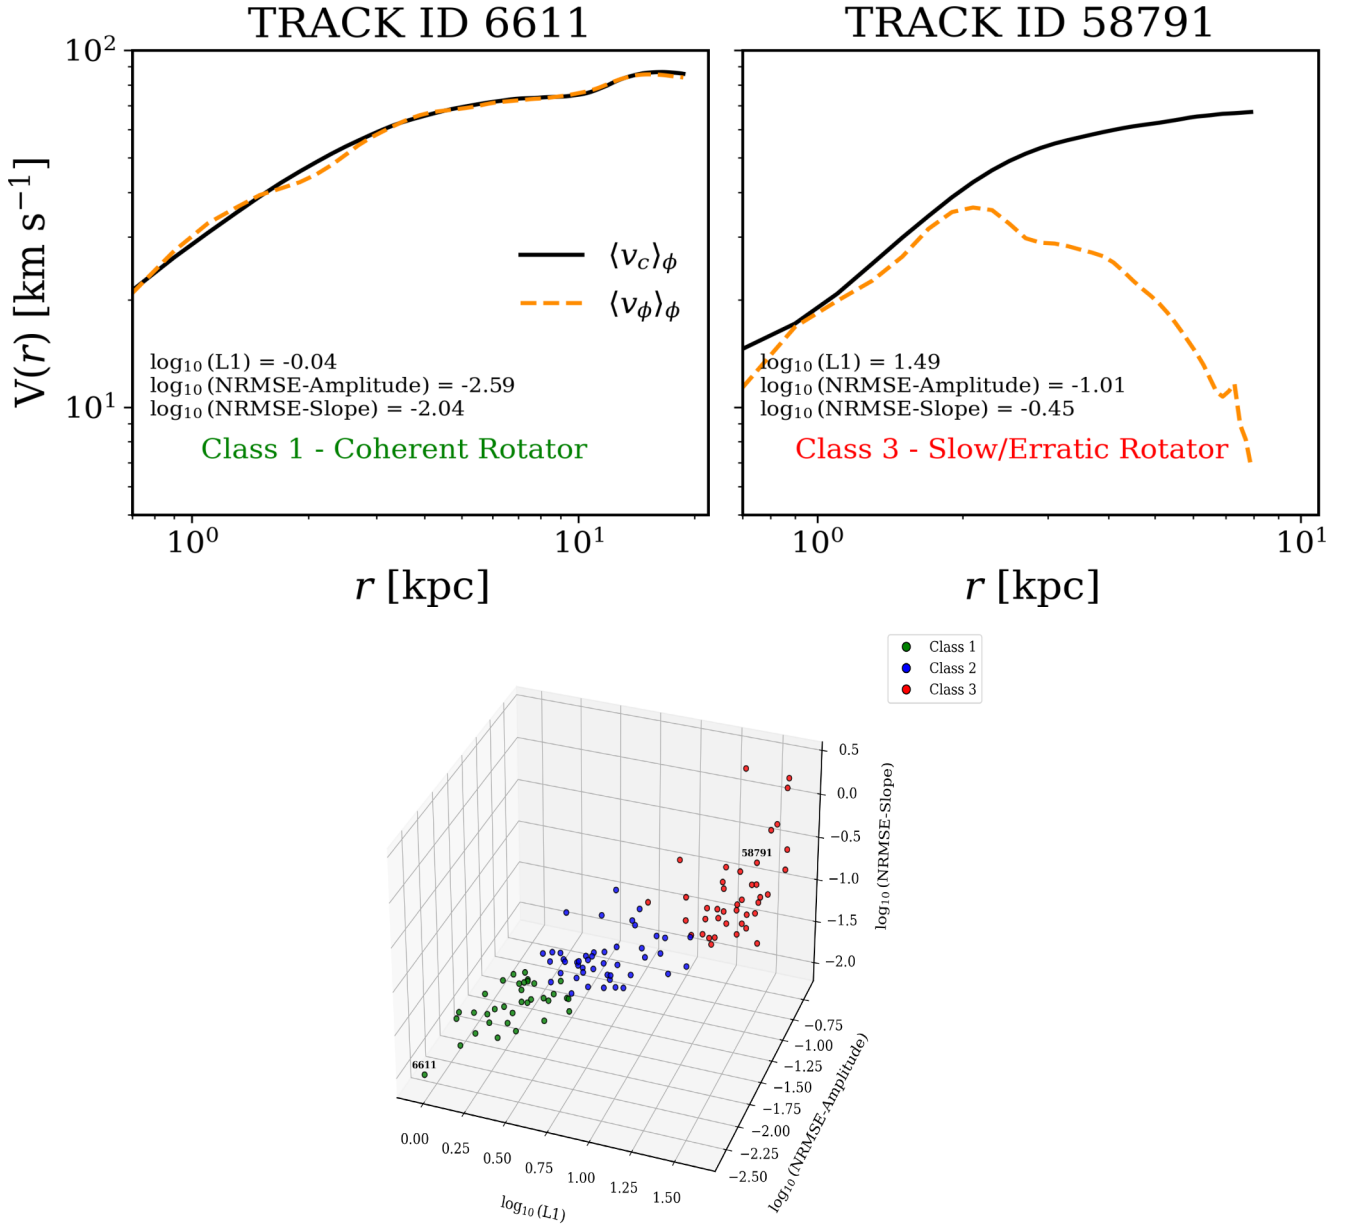 TRACK ID 6611
TRACK ID 58791
10²
10¹
V(r) [km s⁻¹]
⟨v_c⟩_ϕ
⟨v_ϕ⟩_ϕ
log₁₀(L1) = -0.04
log₁₀(NRMSE-Amplitude) = -2.59
log₁₀(NRMSE-Slope) = -2.04
Class 1 - Coherent Rotator
10⁰
10¹
r [kpc]
log₁₀(L1) = 1.49
log₁₀(NRMSE-Amplitude) = -1.01
log₁₀(NRMSE-Slope) = -0.45
Class 3 - Slow/Erratic Rotator
10⁰
10¹
r [kpc]
Class 1
Class 2
Class 3
58791
6611
0.5
0.0
−0.5
−1.0
−1.5
−2.0
log₁₀(NRMSE-Slope)
−0.75
−1.00
−1.25
−1.50
−1.75
−2.00
−2.25
−2.50
log₁₀(NRMSE-Amplitude)
0.00
0.25
0.50
0.75
1.00
1.25
1.50
log₁₀(L1)